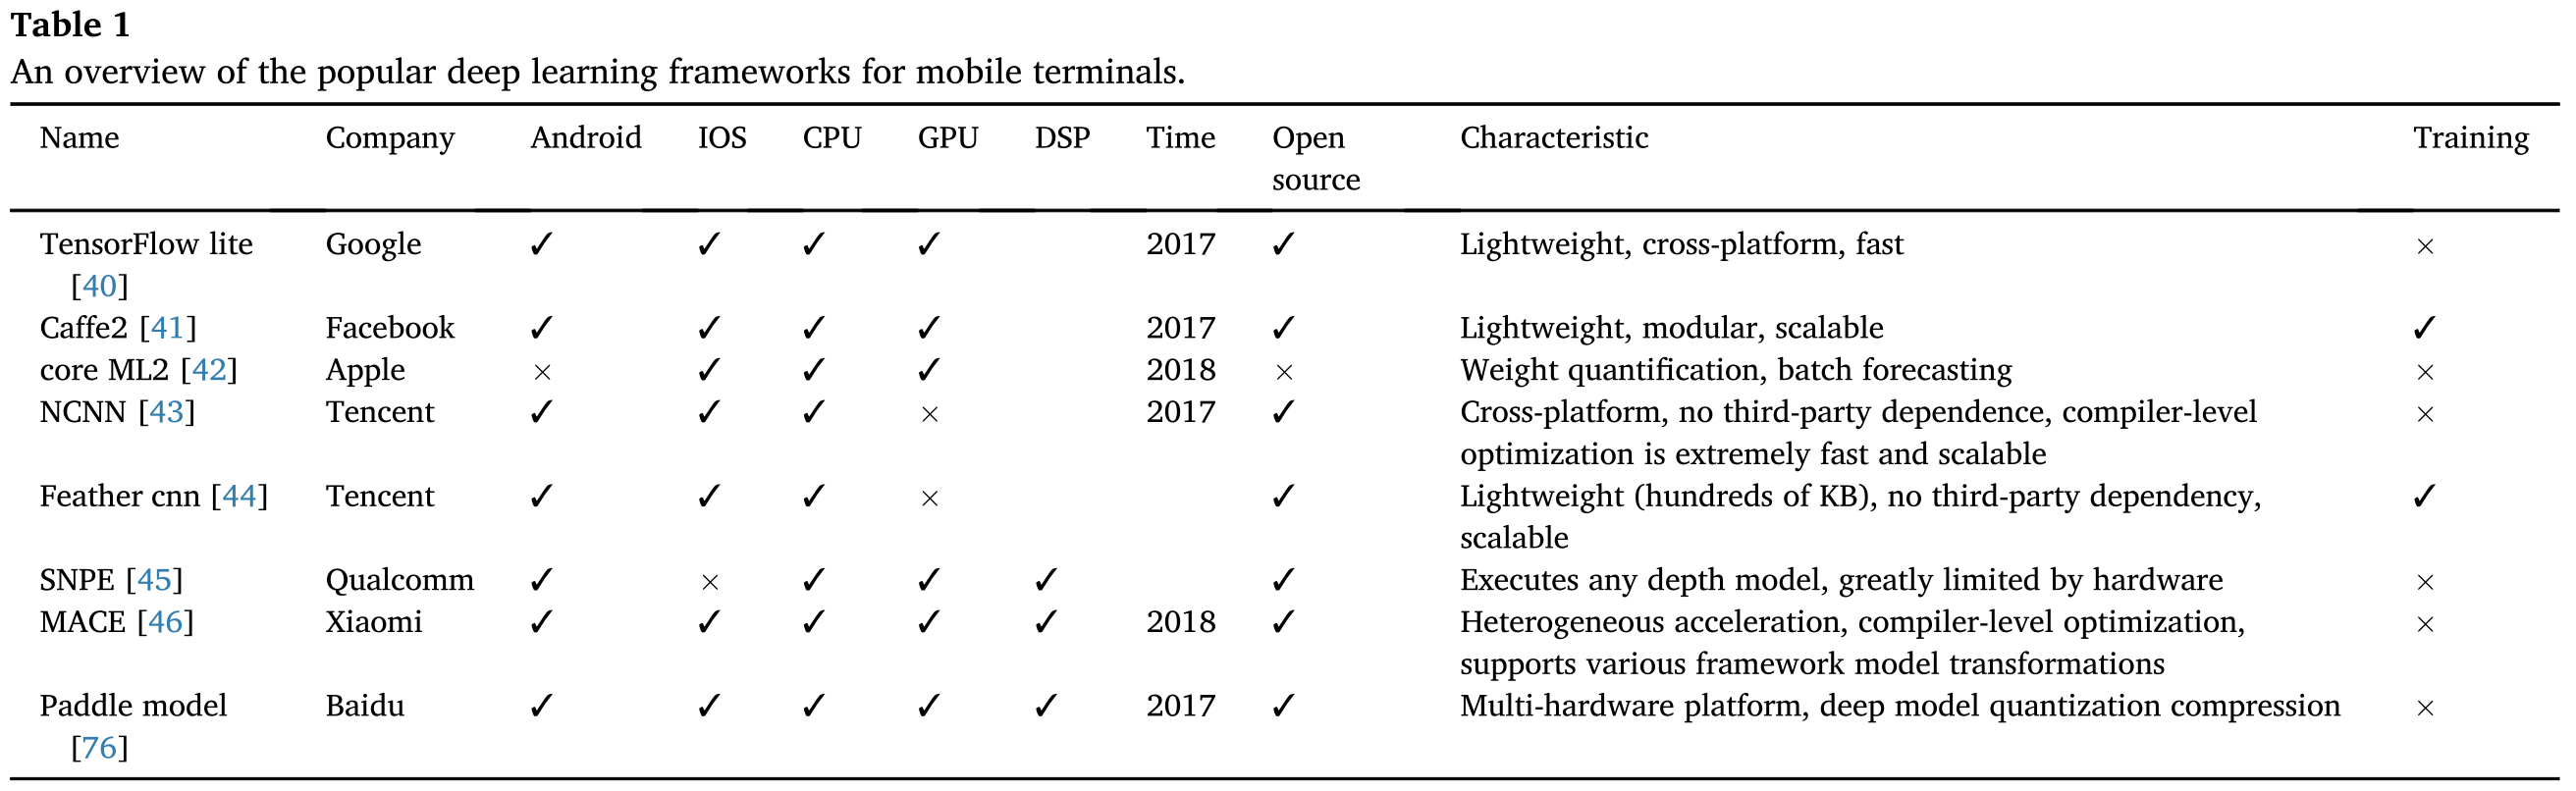 Table 1
An overview of the popular deep learning frameworks for mobile terminals.
Name Company Android IOS CPU GPU DSP Time Open source Characteristic Training
TensorFlow lite [40] Google ✓ ✓ ✓ ✓ 2017 ✓ Lightweight, cross-platform, fast ×
Caffe2 [41] Facebook ✓ ✓ ✓ ✓ 2017 ✓ Lightweight, modular, scalable ✓
core ML2 [42] Apple × ✓ ✓ ✓ 2018 × Weight quantification, batch forecasting ×
NCNN [43] Tencent ✓ ✓ ✓ × 2017 ✓ Cross-platform, no third-party dependence, compiler-level ×
optimization is extremely fast and scalable
Feather cnn [44] Tencent ✓ ✓ ✓ × ✓ Lightweight (hundreds of KB), no third-party dependency, ✓
scalable
SNPE [45] Qualcomm ✓ × ✓ ✓ ✓ ✓ Executes any depth model, greatly limited by hardware ×
MACE [46] Xiaomi ✓ ✓ ✓ ✓ ✓ 2018 ✓ Heterogeneous acceleration, compiler-level optimization, ×
supports various framework model transformations
Paddle model [76] Baidu ✓ ✓ ✓ ✓ ✓ 2017 ✓ Multi-hardware platform, deep model quantization compression ×